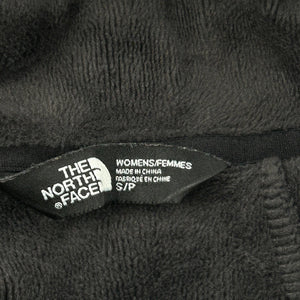 THE
NORTH
FACE
®
WOMENS/FEMMES
MADE IN CHINA
FABRIQUÉ EN CHINE
S/P